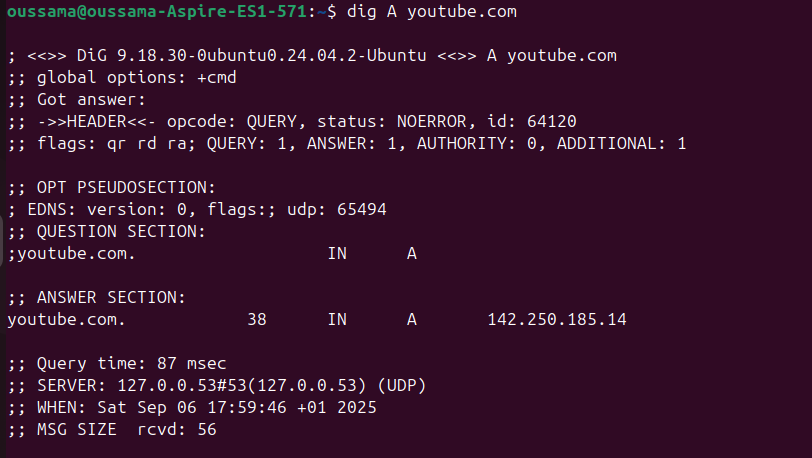 oussama@oussama-Aspire-ES1-571:~$ dig A youtube.com
; <<>> DiG 9.18.30-0ubuntu0.24.04.2-Ubuntu <<>> A youtube.com
;; global options: +cmd
;; Got answer:
;; ->>HEADER<<- opcode: QUERY, status: NOERROR, id: 64120
;; flags: qr rd ra; QUERY: 1, ANSWER: 1, AUTHORITY: 0, ADDITIONAL: 1
;; OPT PSEUDOSECTION:
; EDNS: version: 0, flags:; udp: 65494
;; QUESTION SECTION:
;youtube.com. IN A
;; ANSWER SECTION:
youtube.com. 38 IN A 142.250.185.14
;; Query time: 87 msec
;; SERVER: 127.0.0.53#53(127.0.0.53) (UDP)
;; WHEN: Sat Sep 06 17:59:46 +01 2025
;; MSG SIZE  rcvd: 56